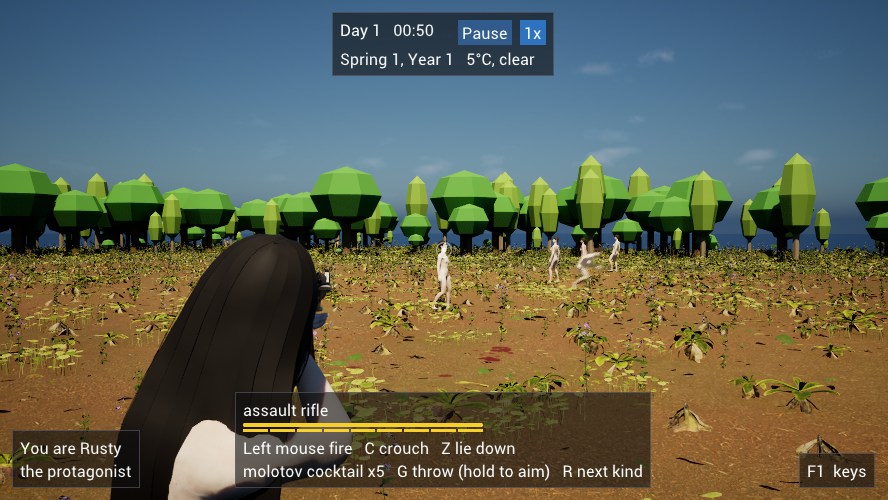 Day 1 00:50 Pause 1x
Spring 1, Year 1 5°C, clear
assault rifle
Left mouse fire C crouch Z lie down
molotov cocktail x5 G throw (hold to aim) R next kind
You are Rusty
the protagonist
F1 keys